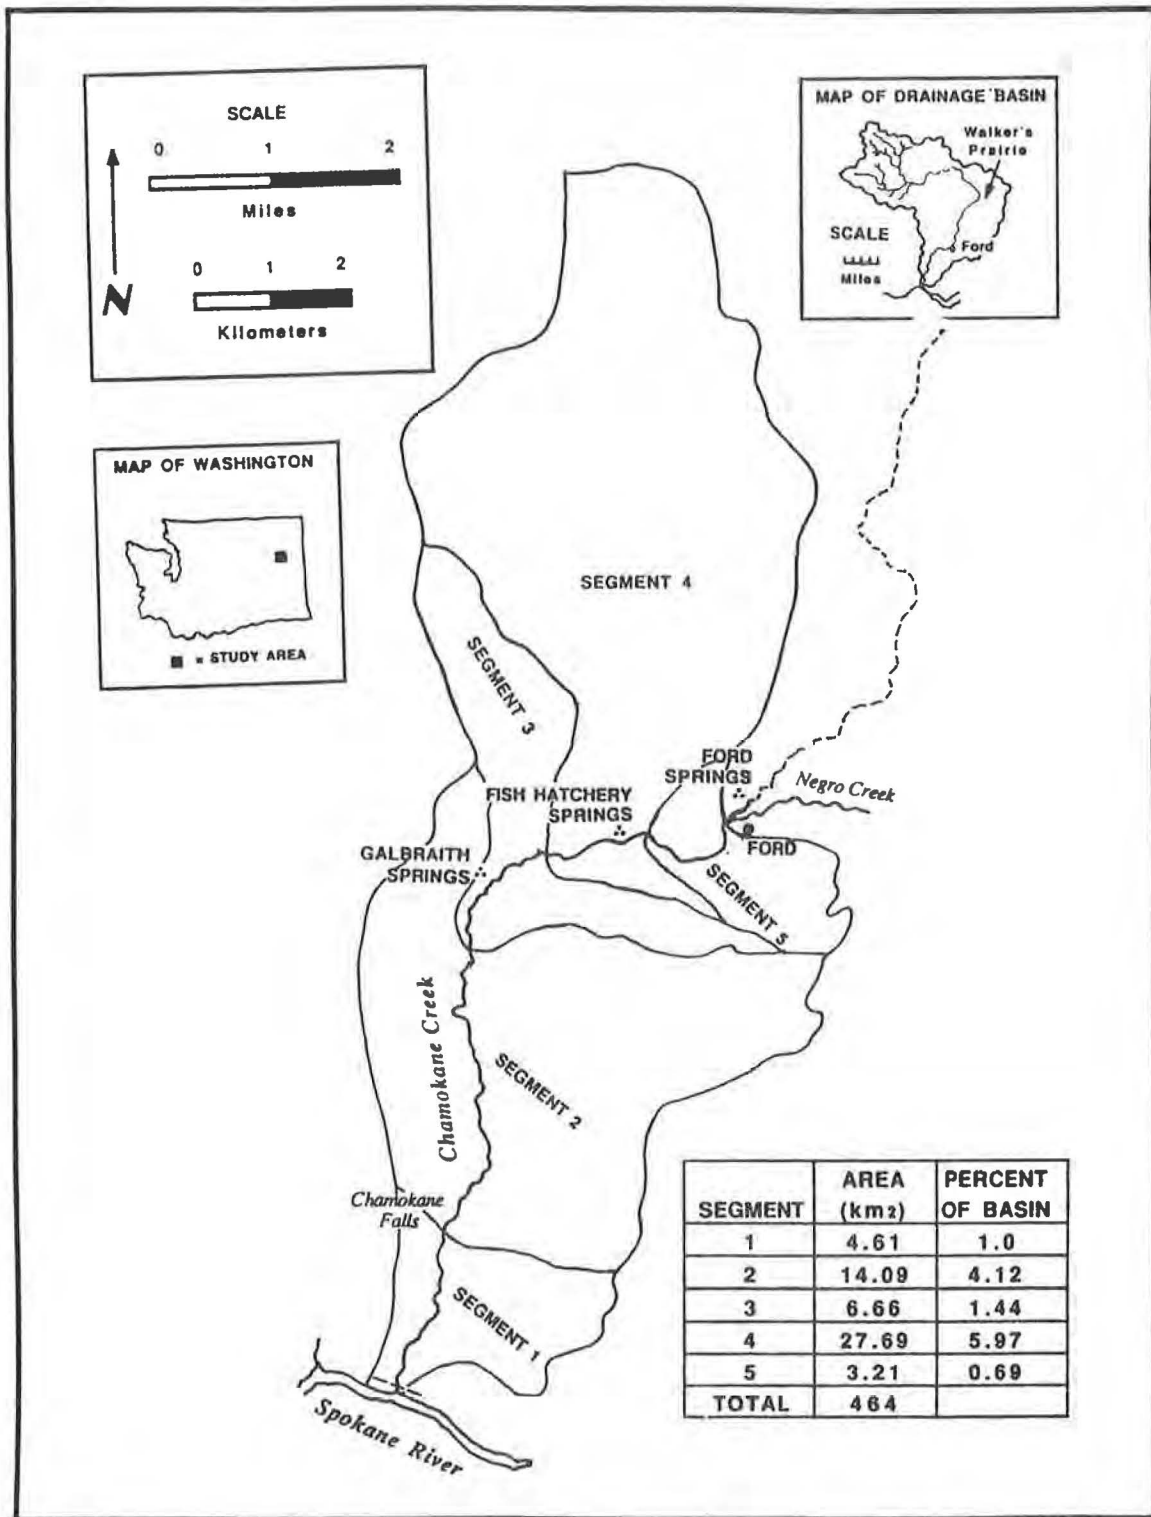 SCALE
0 1 2
Miles
0 1 2
Kilometers
N
MAP OF DRAINAGE BASIN
Walker's
Prairie
SCALE
Ford
Miles
MAP OF WASHINGTON
■ = STUDY AREA
SEGMENT 4
SEGMENT 3
FORD
SPRINGS
Negro Creek
FISH HATCHERY
SPRINGS
FORD
GALBRAITH
SPRINGS
SEGMENT 5
Chamokane Creek
SEGMENT 2
Chamokane
Falls
SEGMENT 1
Spokane River
SEGMENT AREA (km2) PERCENT OF BASIN
1 4.61 1.0
2 14.09 4.12
3 6.66 1.44
4 27.69 5.97
5 3.21 0.69
TOTAL 464